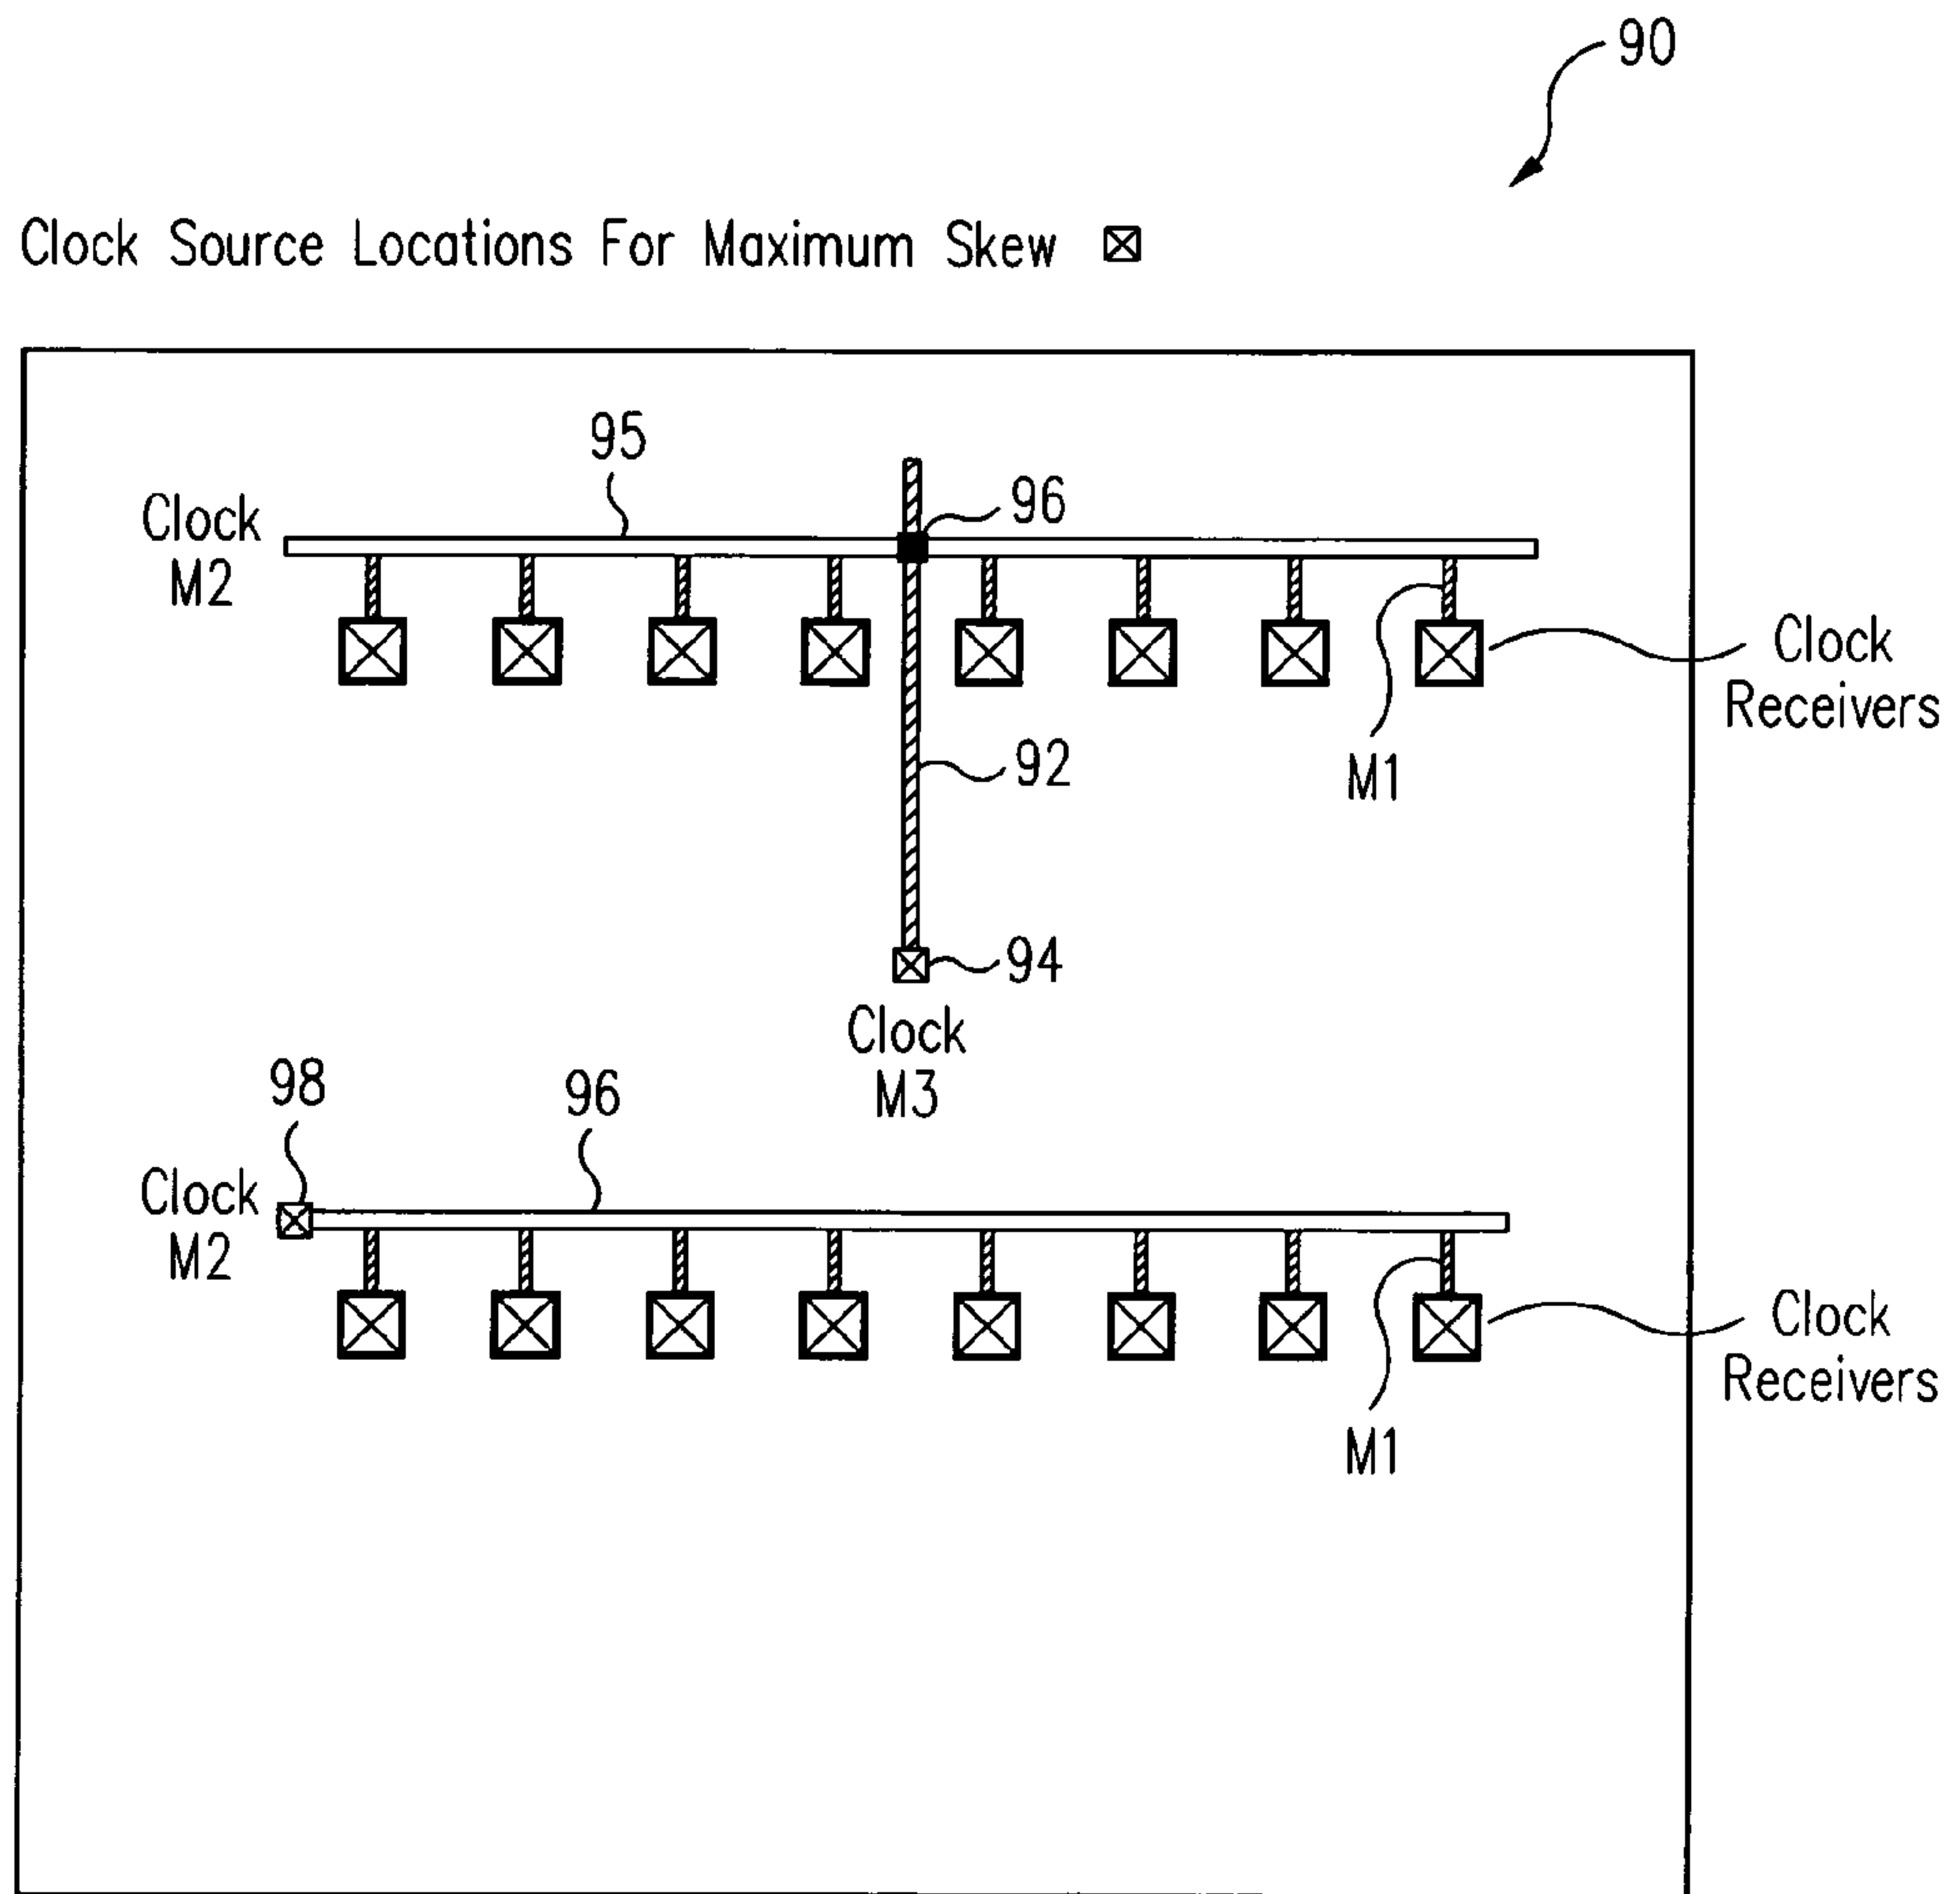 90
Clock Source Locations For Maximum Skew
95
Clock
M2
96
Clock
Receivers
M1
92
94
Clock
M3
98
96
Clock
M2
Clock
Receivers
M1